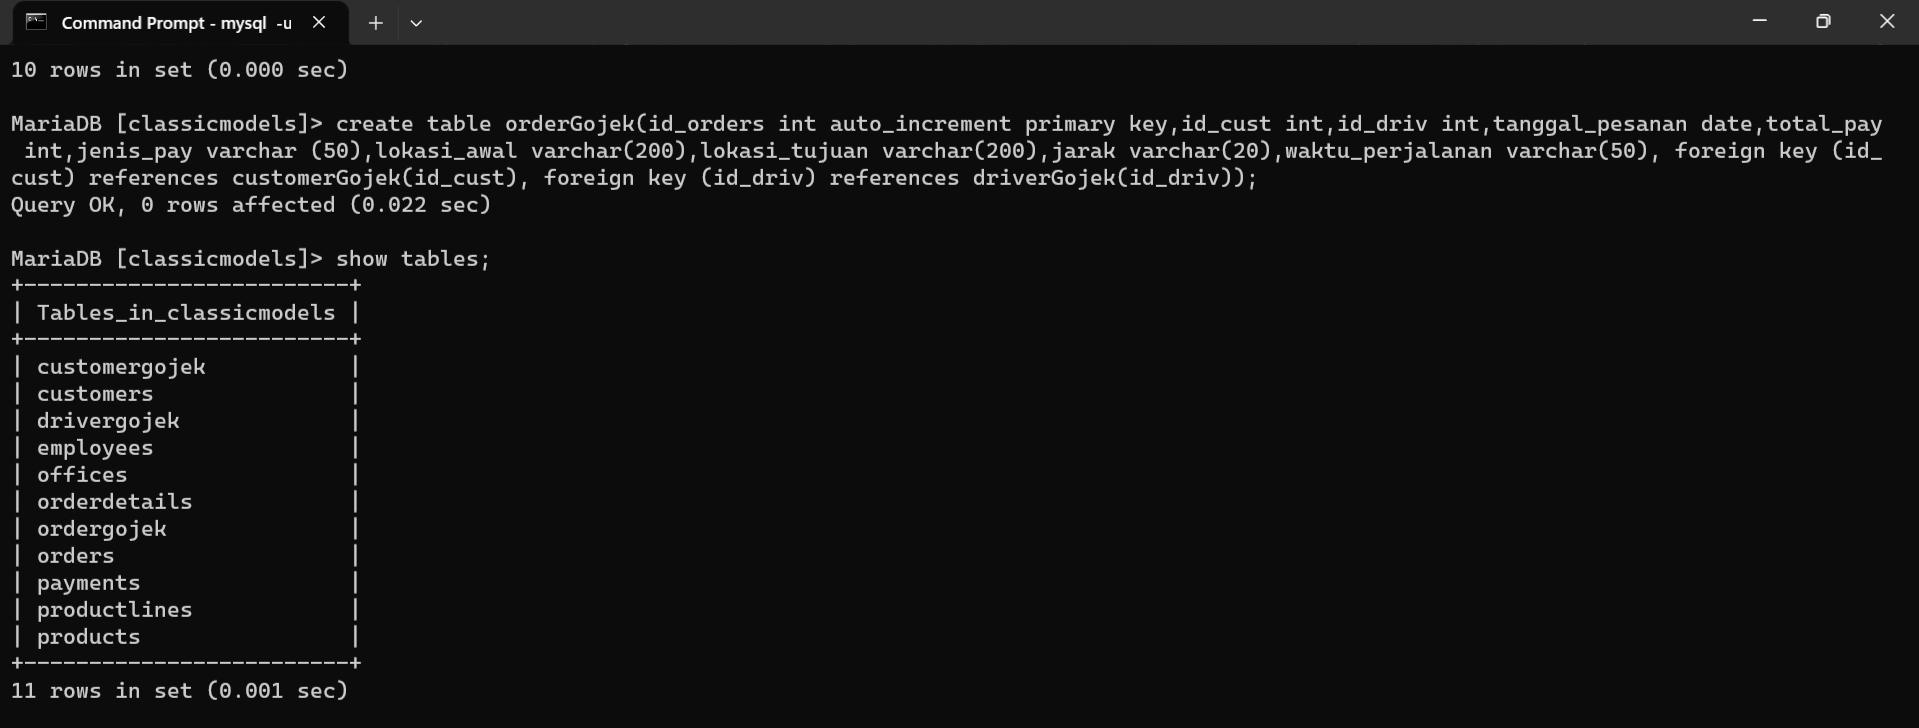 Command Prompt - mysql -u
10 rows in set (0.000 sec)
MariaDB [classicmodels]> create table orderGojek(id_orders int auto_increment primary key,id_cust int,id_driv int,tanggal_pesanan date,total_pay
int,jenis_pay varchar (50),lokasi_awal varchar(200),lokasi_tujuan varchar(200),jarak varchar(20),waktu_perjalanan varchar(50), foreign key (id_
cust) references customerGojek(id_cust), foreign key (id_driv) references driverGojek(id_driv));
Query OK, 0 rows affected (0.022 sec)
MariaDB [classicmodels]> show tables;
+-------------------------+
| Tables_in_classicmodels |
+-------------------------+
| customergojek           |
| customers               |
| drivergojek             |
| employees               |
| offices                 |
| orderdetails            |
| ordergojek              |
| orders                  |
| payments                |
| productlines            |
| products                |
+-------------------------+
11 rows in set (0.001 sec)